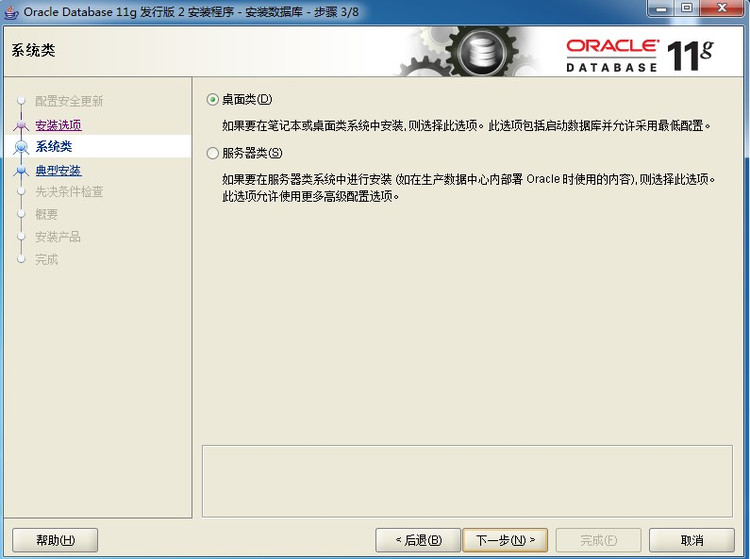 Oracle Database 11g 发行版 2 安装程序 - 安装数据库 - 步骤 3/8
系统类
ORACLE
DATABASE 11g
配置安全更新
安装选项
系统类
典型安装
先决条件检查
概要
安装产品
完成
桌面类(D)
如果要在笔记本或桌面类系统中安装,则选择此选项。此选项包括启动数据库并允许采用最低配置。
服务器类(S)
如果要在服务器类系统中进行安装 (如在生产数据中心内部署 Oracle 时使用的内容),则选择此选项。
此选项允许使用更多高级配置选项。
帮助(H)
< 后退(B)
下一步(N) >
完成(F)
取消